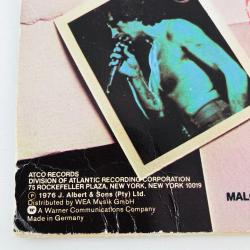 ATCO RECORDS
DIVISION OF ATLANTIC RECORDING CORPORATION
75 ROCKEFELLER PLAZA, NEW YORK, NEW YORK 10019
℗ 1976 J. Albert & Sons (Pty) Ltd.
Distributed by WEA Musik GmbH
A Warner Communications Company
Made in Germany
MAL